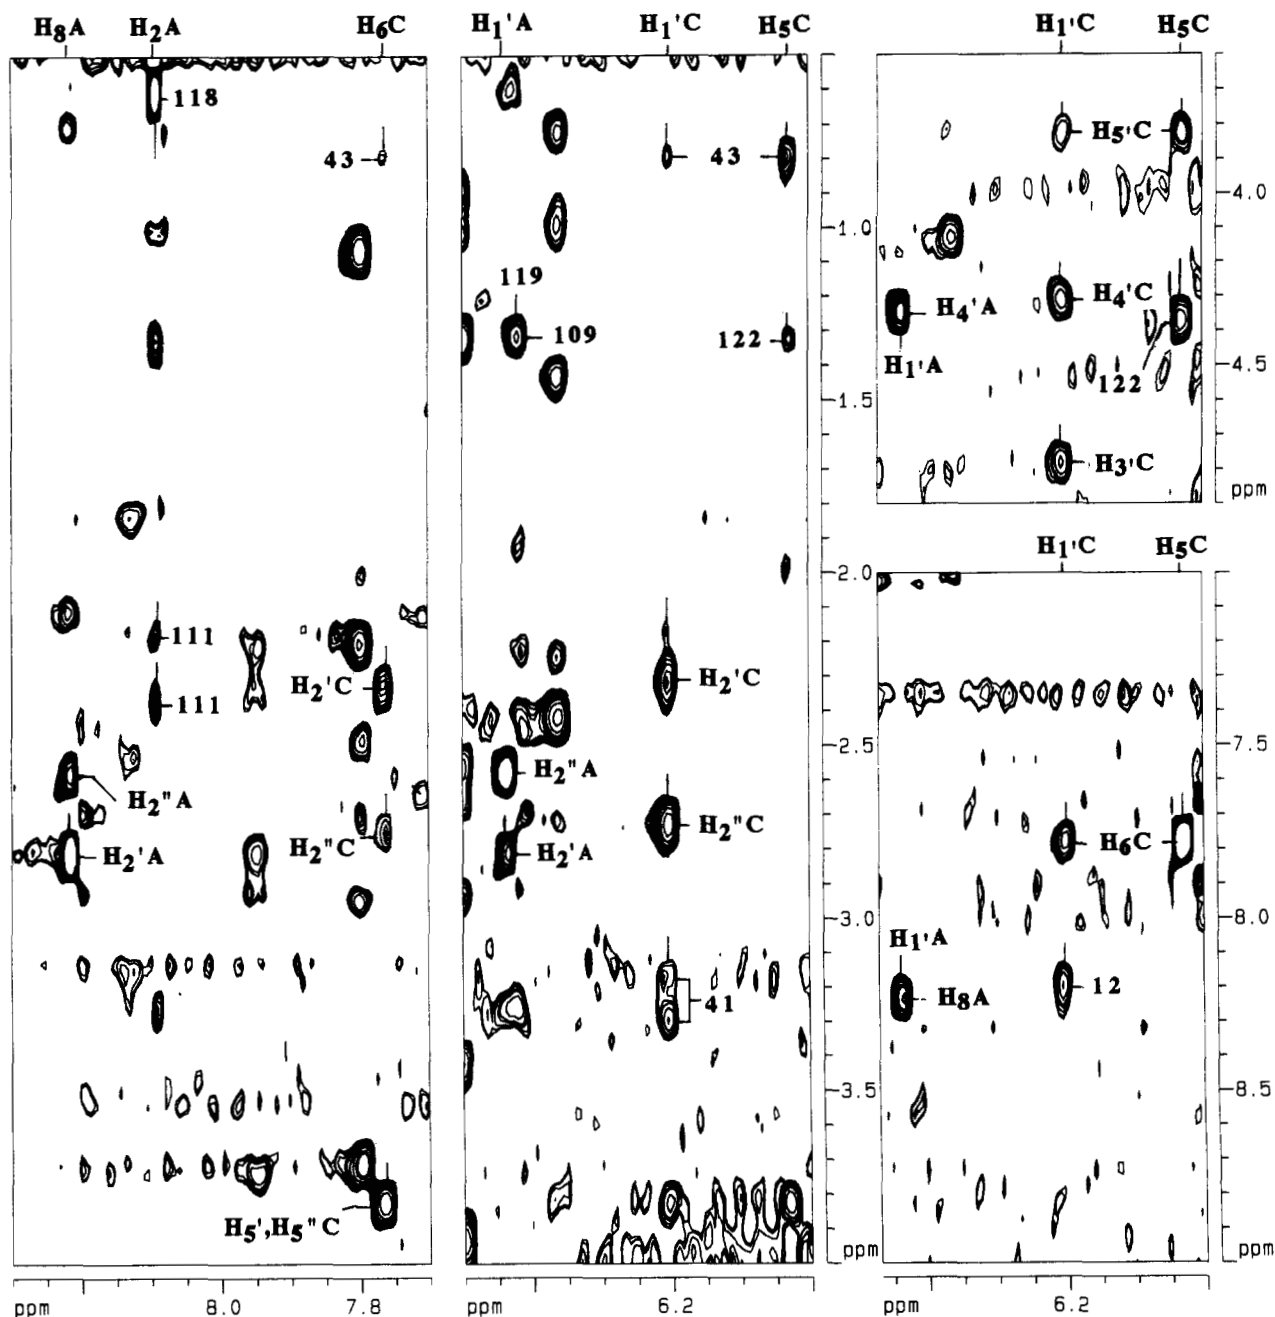 H8A H2A H6C
118
43
111
H2'C
111
H2"A
H2"C
H2'A
H5',H5"C
ppm 8.0 7.8
H1'A H1'C H5C
43
1.0
119
109
122
1.5
2.0
H2'C
2.5
H2"A
H2"C
H2'A
3.0
41
3.5
ppm
6.2
H1'C H5C
H5'C
4.0
H4'C
H4'A
H1'A
122
4.5
H3'C
ppm
H1'C H5C
7.5
H6C
8.0
H1'A
12
H8A
8.5
ppm
ppm 6.2